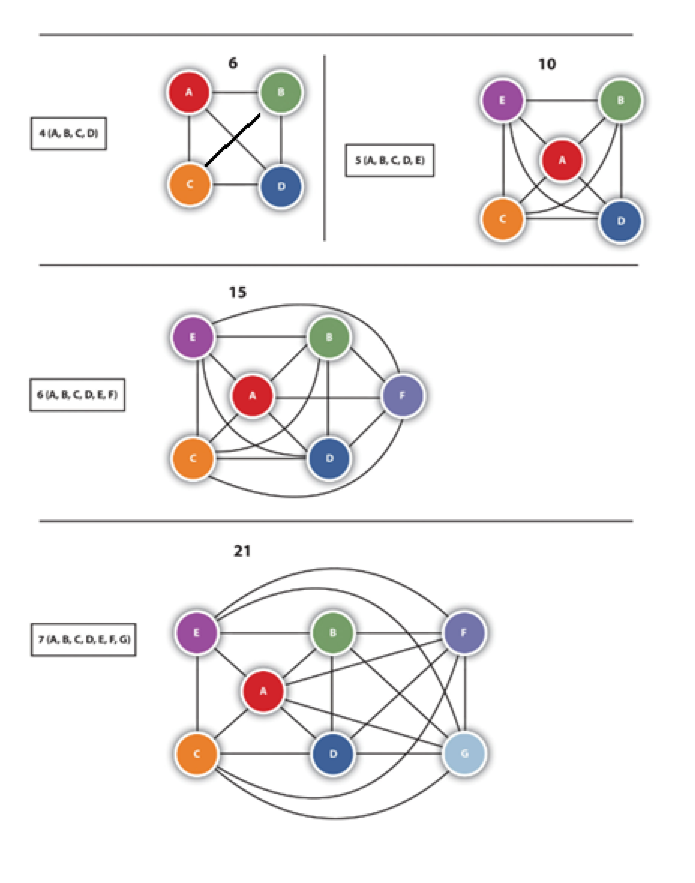 6
A
B
4 (A, B, C, D)
C
D
10
E
B
5 (A, B, C, D, E)
A
C
D
15
E
B
6 (A, B, C, D, E, F)
A
F
C
D
21
7 (A, B, C, D, E, F, G)
E
B
F
A
C
D
G